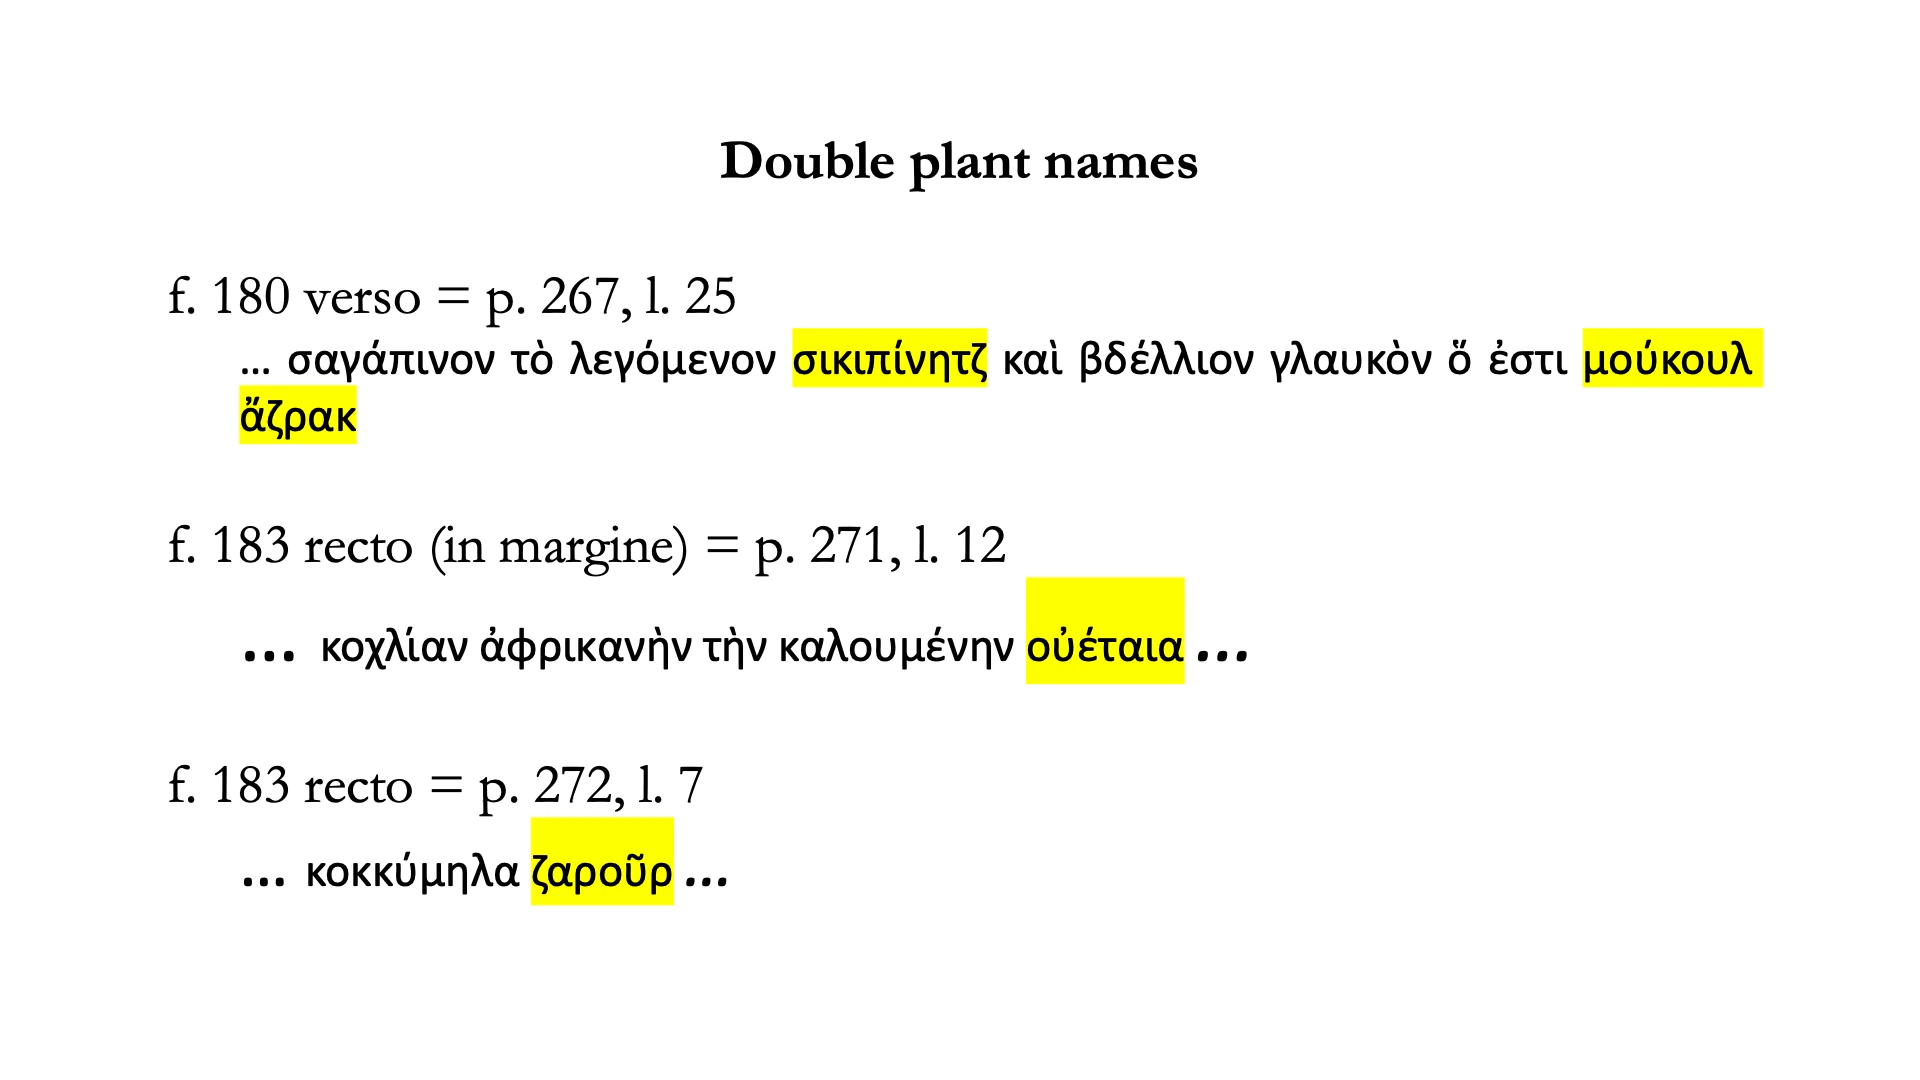 Double plant names
f. 180 verso = p. 267, l. 25
... σαγάπινον τὸ λεγόμενον σικιπίνητζ καὶ βδέλλιον γλαυκὸν ὅ ἐστι μούκουλ
ἄζρακ
f. 183 recto (in margine) = p. 271, l. 12
... κοχλίαν ἀφρικανὴν τὴν καλουμένην οὐέταια ...
f. 183 recto = p. 272, l. 7
... κοκκύμηλα ζαροῦρ ...